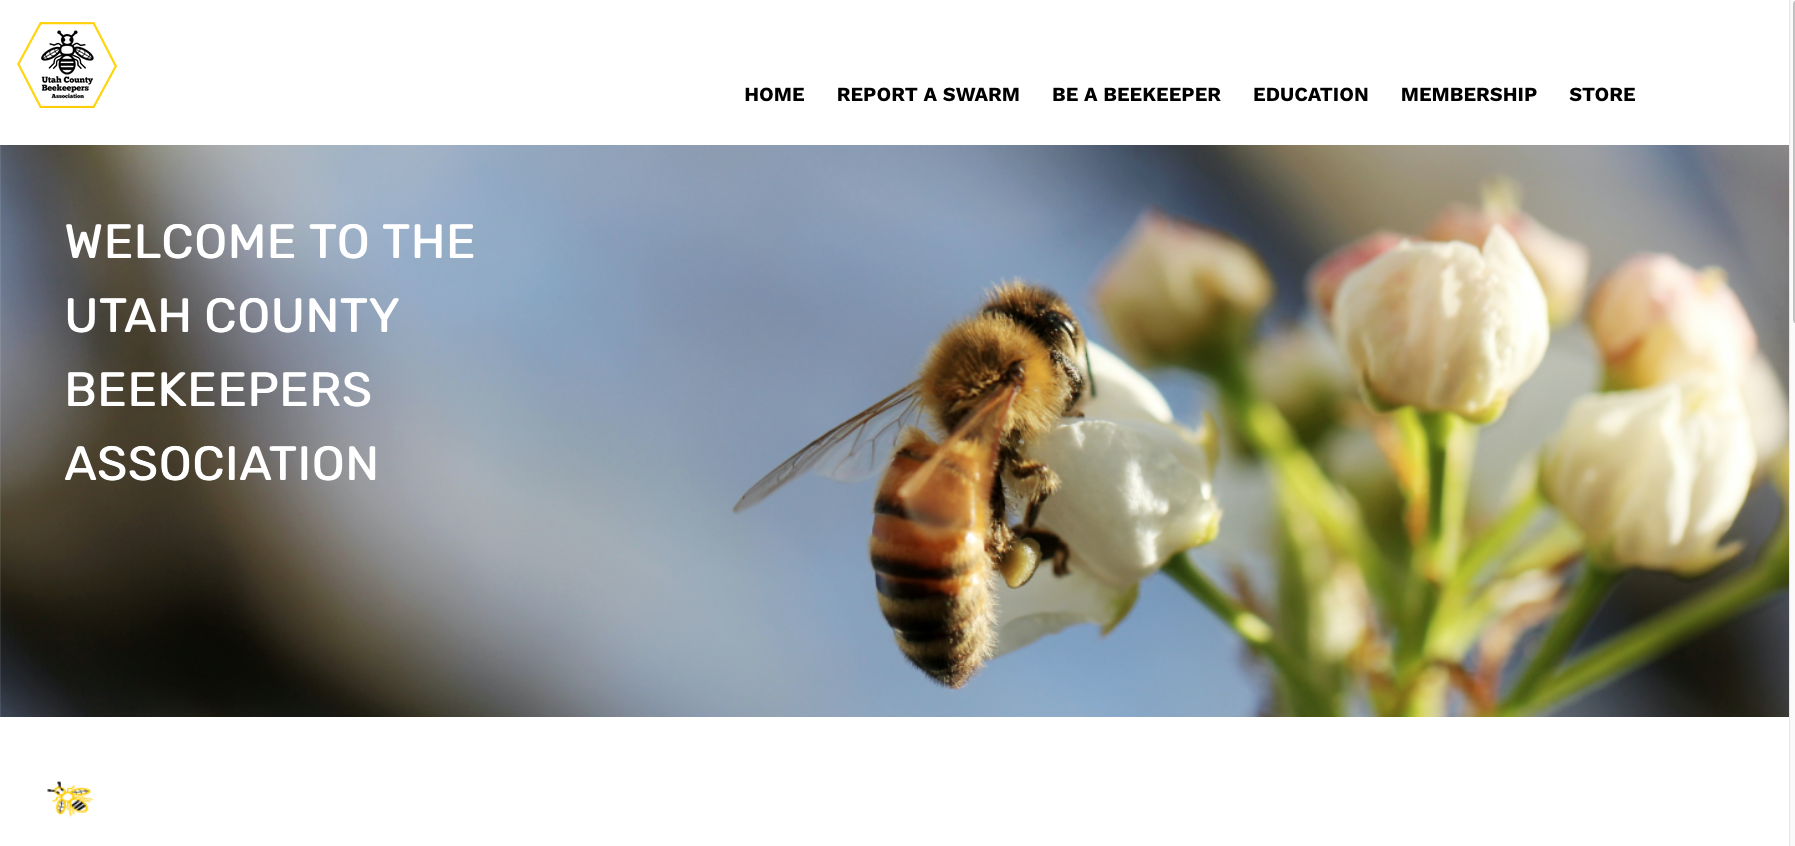 Utah County
Beekeepers
Association
HOME REPORT A SWARM BE A BEEKEEPER EDUCATION MEMBERSHIP STORE
WELCOME TO THE
UTAH COUNTY
BEEKEEPERS
ASSOCIATION